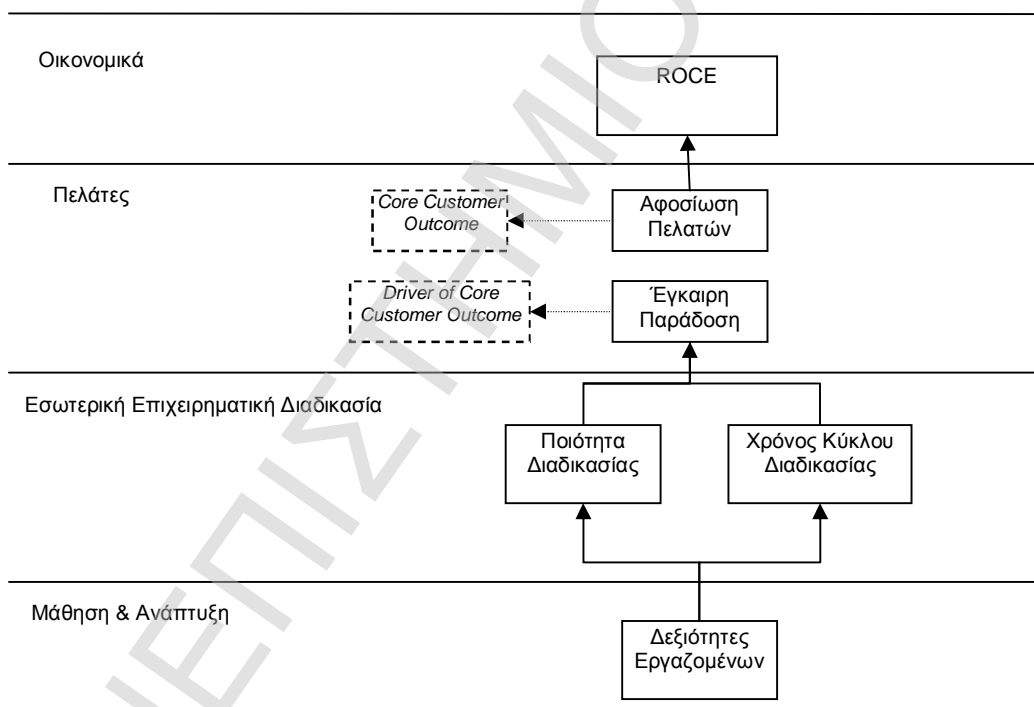 Οικονομικά
ROCE
Πελάτες
Core Customer
Outcome
Αφοσίωση
Πελατών
Driver of Core
Customer Outcome
Έγκαιρη
Παράδοση
Εσωτερική Επιχειρηματική Διαδικασία
Ποιότητα
Διαδικασίας
Χρόνος Κύκλου
Διαδικασίας
Μάθηση & Ανάπτυξη
Δεξιότητες
Εργαζομένων